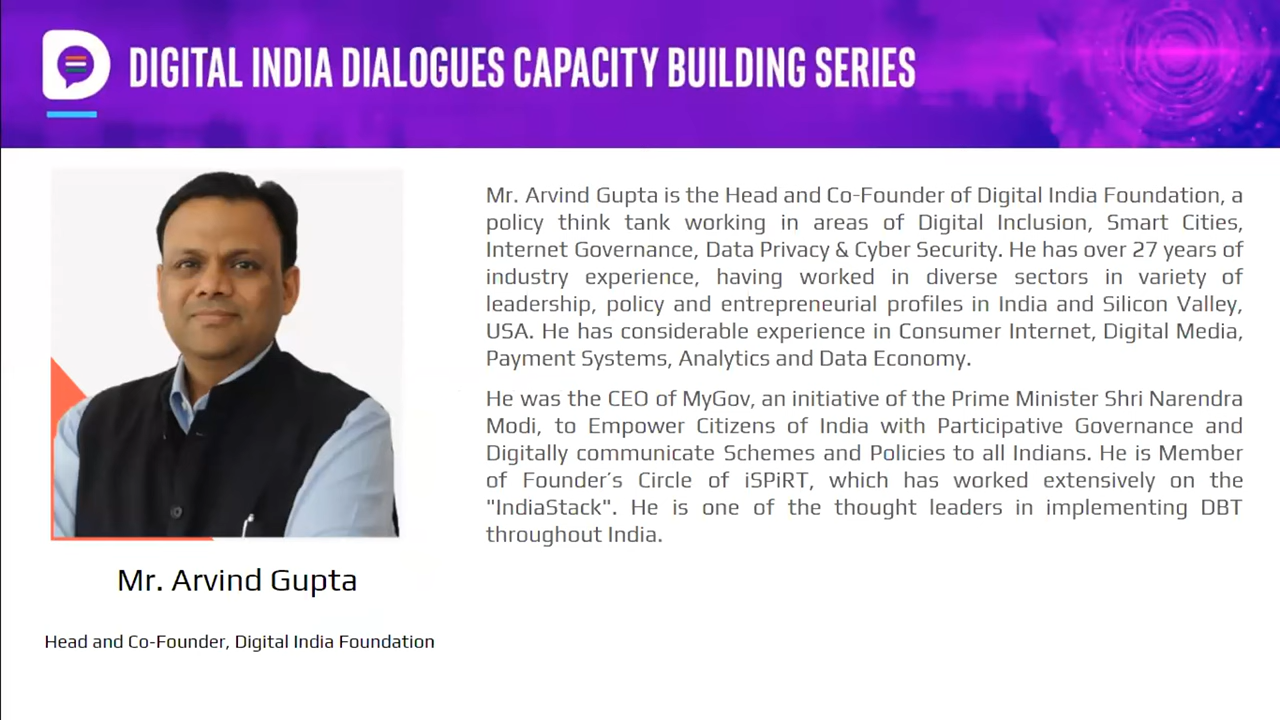 DIGITAL INDIA DIALOGUES CAPACITY BUILDING SERIES
Mr. Arvind Gupta is the Head and Co-Founder of Digital India Foundation, a
policy think tank working in areas of Digital Inclusion, Smart Cities,
Internet Governance, Data Privacy & Cyber Security. He has over 27 years of
industry experience, having worked in diverse sectors in variety of
leadership, policy and entrepreneurial profiles in India and Silicon Valley,
USA. He has considerable experience in Consumer Internet, Digital Media,
Payment Systems, Analytics and Data Economy.
He was the CEO of MyGov, an initiative of the Prime Minister Shri Narendra
Modi, to Empower Citizens of India with Participative Governance and
Digitally communicate Schemes and Policies to all Indians. He is Member
of Founder's Circle of iSPiRT, which has worked extensively on the
"IndiaStack". He is one of the thought leaders in implementing DBT
throughout India.
Mr. Arvind Gupta
Head and Co-Founder, Digital India Foundation